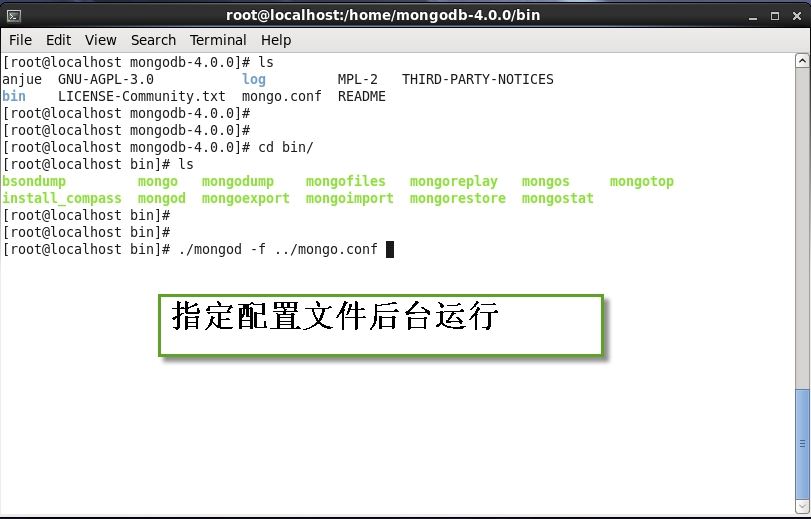 root@localhost:/home/mongodb-4.0.0/bin
File Edit View Search Terminal Help
[root@localhost mongodb-4.0.0]# ls
anjue GNU-AGPL-3.0 log MPL-2 THIRD-PARTY-NOTICES
bin LICENSE-Community.txt mongo.conf README
[root@localhost mongodb-4.0.0]#
[root@localhost mongodb-4.0.0]#
[root@localhost mongodb-4.0.0]# cd bin/
[root@localhost bin]# ls
bsondump mongo mongodump mongofiles mongoreplay mongos mongotop
install_compass mongod mongoexport mongoimport mongorestore mongostat
[root@localhost bin]#
[root@localhost bin]#
[root@localhost bin]# ./mongod -f ../mongo.conf
指定配置文件后台运行